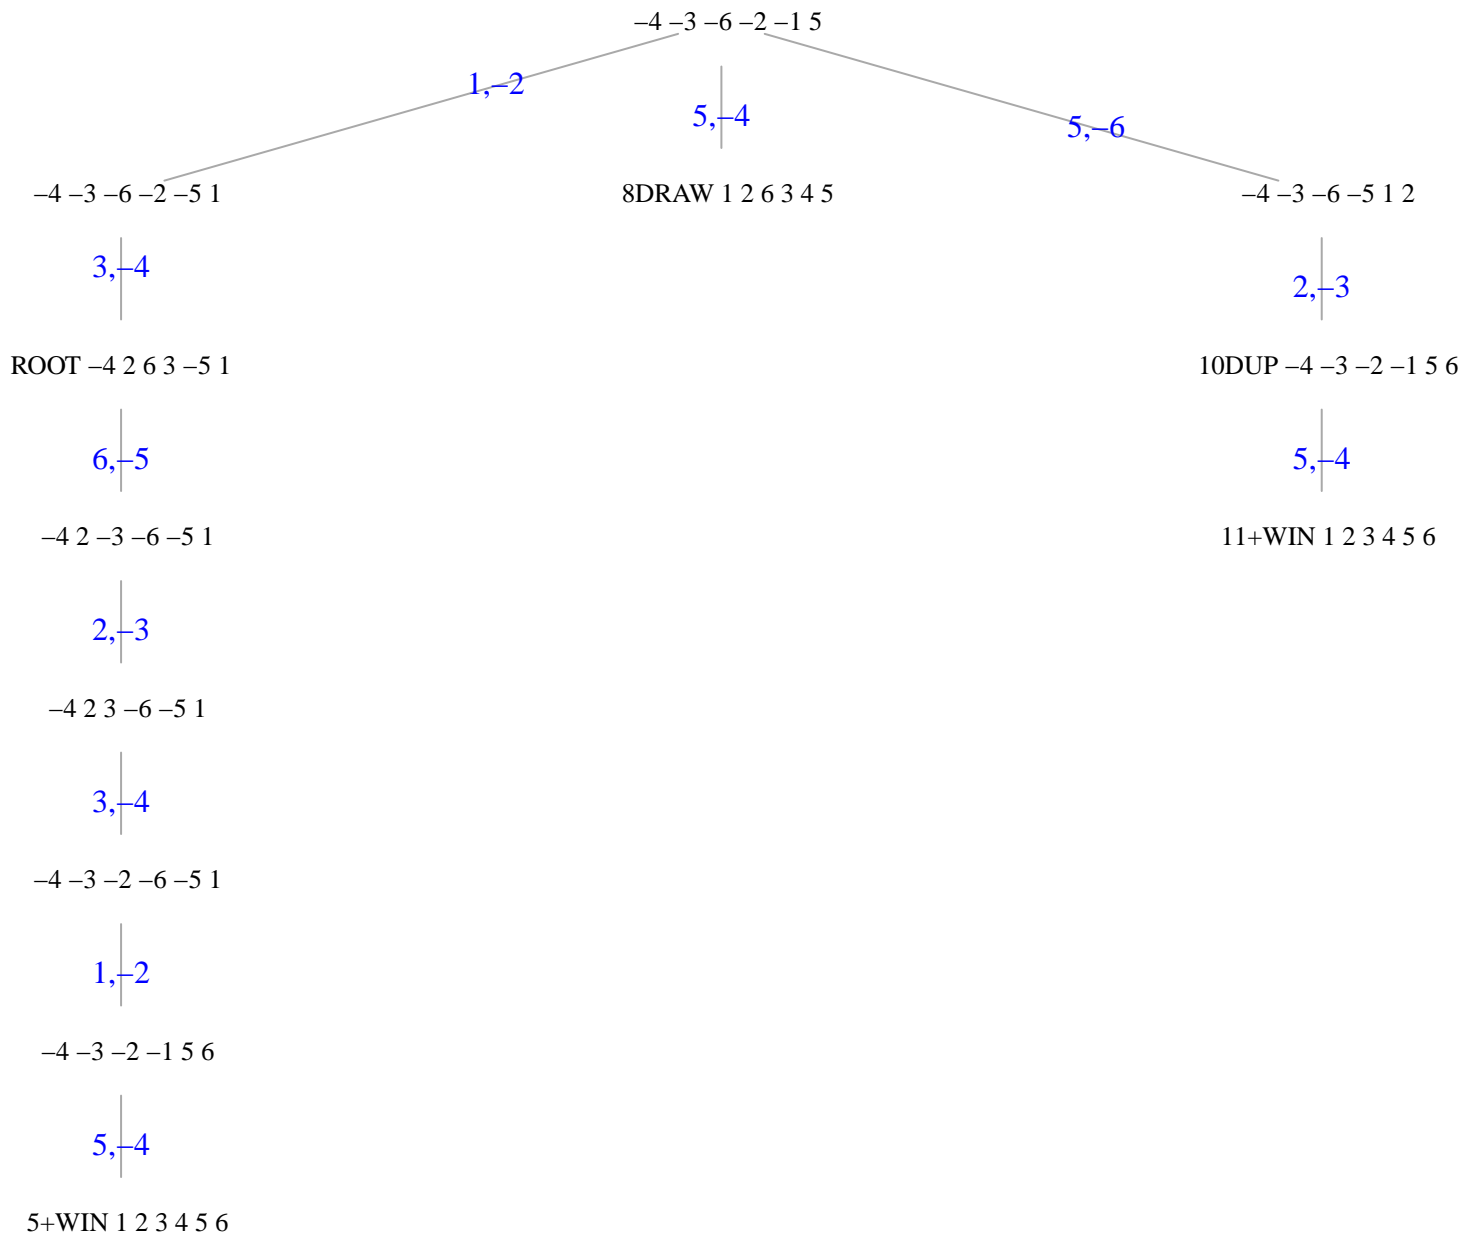 –4 –3 –6 –2 –1 5
1,–2
5,–4
5,–6
–4 –3 –6 –2 –5 1
8DRAW 1 2 6 3 4 5
–4 –3 –6 –5 1 2
3,–4
2,–3
ROOT –4 2 6 3 –5 1
10DUP –4 –3 –2 –1 5 6
6,–5
5,–4
–4 2 –3 –6 –5 1
11+WIN 1 2 3 4 5 6
2,–3
–4 2 3 –6 –5 1
3,–4
–4 –3 –2 –6 –5 1
1,–2
–4 –3 –2 –1 5 6
5,–4
5+WIN 1 2 3 4 5 6